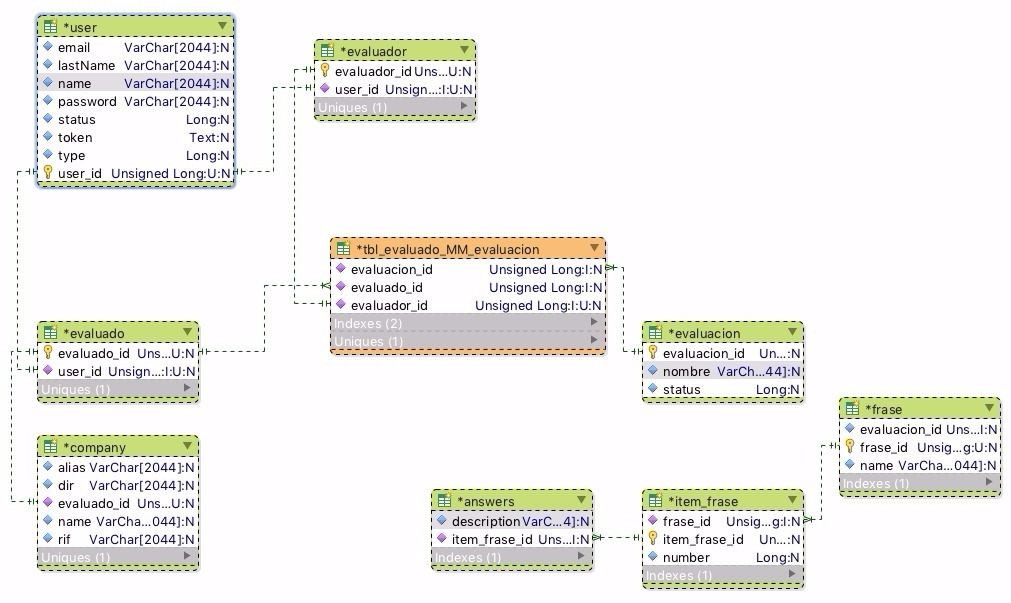 *user
email VarChar[2044]:N
lastName VarChar[2044]:N
name VarChar[2044]:N
password VarChar[2044]:N
status Long:N
token Text:N
type Long:N
user_id Unsigned Long:U:N
*evaluador
evaluador_id Uns...U:N
user_id Unsign...:I:U:N
Uniques (1)
*tbl_evaluado_MM_evaluacion
evaluacion_id Unsigned Long:I:N
evaluado_id Unsigned Long:I:N
evaluador_id Unsigned Long:I:U:N
Indexes (2)
Uniques (1)
*evaluado
evaluado_id Uns...U:N
user_id Unsign...:I:U:N
Uniques (1)
*evaluacion
evaluacion_id Un...:N
nombre VarCh...44]:N
status Long:N
*frase
evaluacion_id Uns...I:N
frase_id Unsig...g:U:N
name VarCha...044]:N
Indexes (1)
*company
alias VarChar[2044]:N
dir VarChar[2044]:N
evaluado_id Uns...U:N
name VarCha...044]:N
rif VarChar[2044]:N
Uniques (1)
*answers
description VarC...4]:N
item_frase_id Uns...I:N
Indexes (1)
*item_frase
frase_id Unsig...g:I:N
item_frase_id Un...:N
number Long:N
Indexes (1)